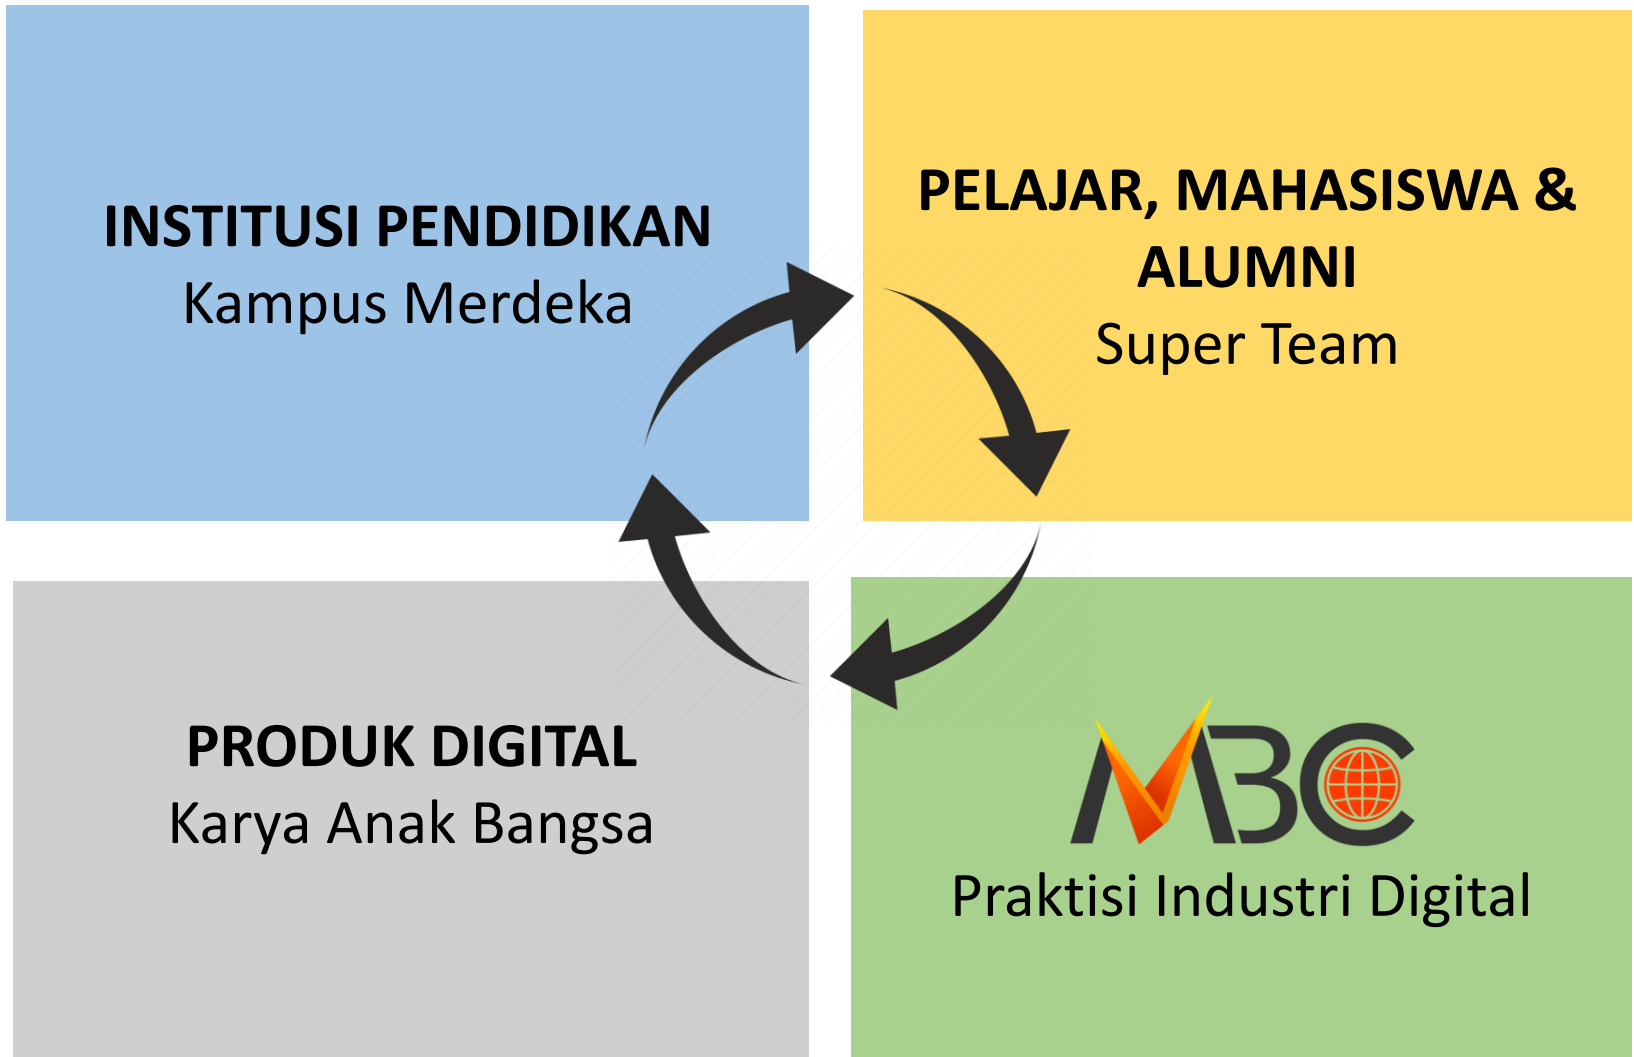 INSTITUSI PENDIDIKAN
Kampus Merdeka
PELAJAR, MAHASISWA &
ALUMNI
Super Team
PRODUK DIGITAL
Karya Anak Bangsa
MBC
Praktisi Industri Digital